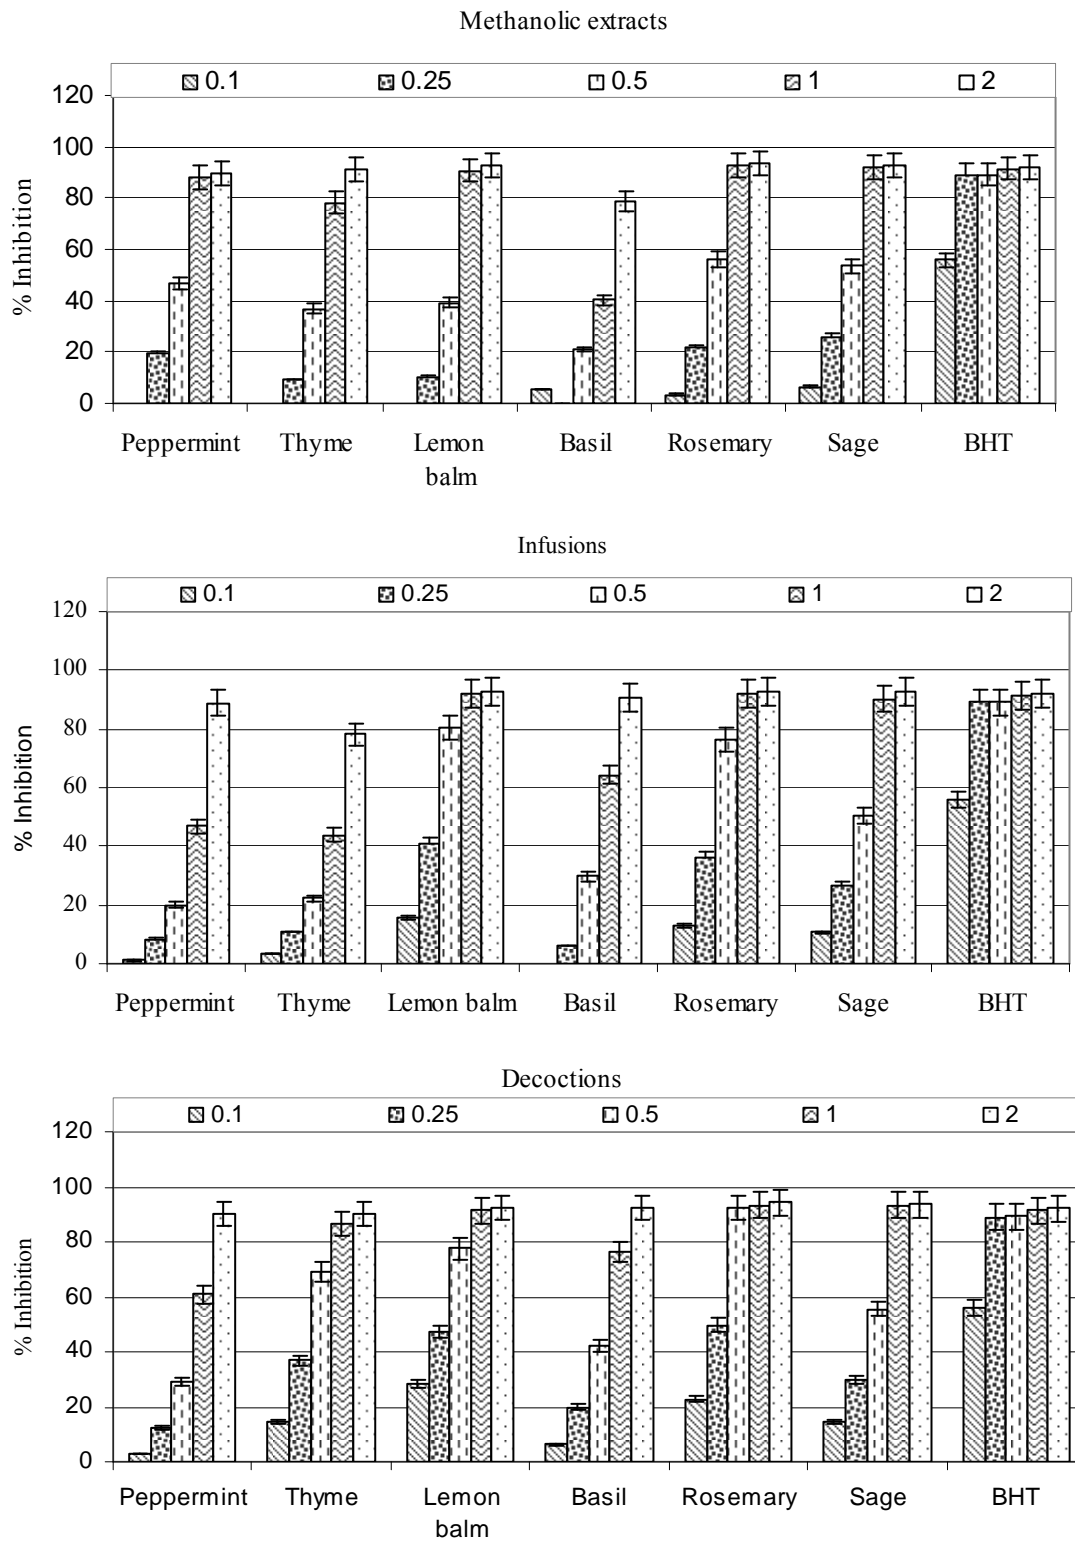 Methanolic extracts
0.1 0.25 0.5 1 2
120
100
80
60
40
20
0
% Inhibition
Peppermint Thyme Lemon balm Basil Rosemary Sage BHT
Infusions
0.1 0.25 0.5 1 2
120
100
80
60
40
20
0
% Inhibition
Peppermint Thyme Lemon balm Basil Rosemary Sage BHT
Decoctions
0.1 0.25 0.5 1 2
120
100
80
60
40
20
0
% Inhibition
Peppermint Thyme Lemon balm Basil Rosemary Sage BHT